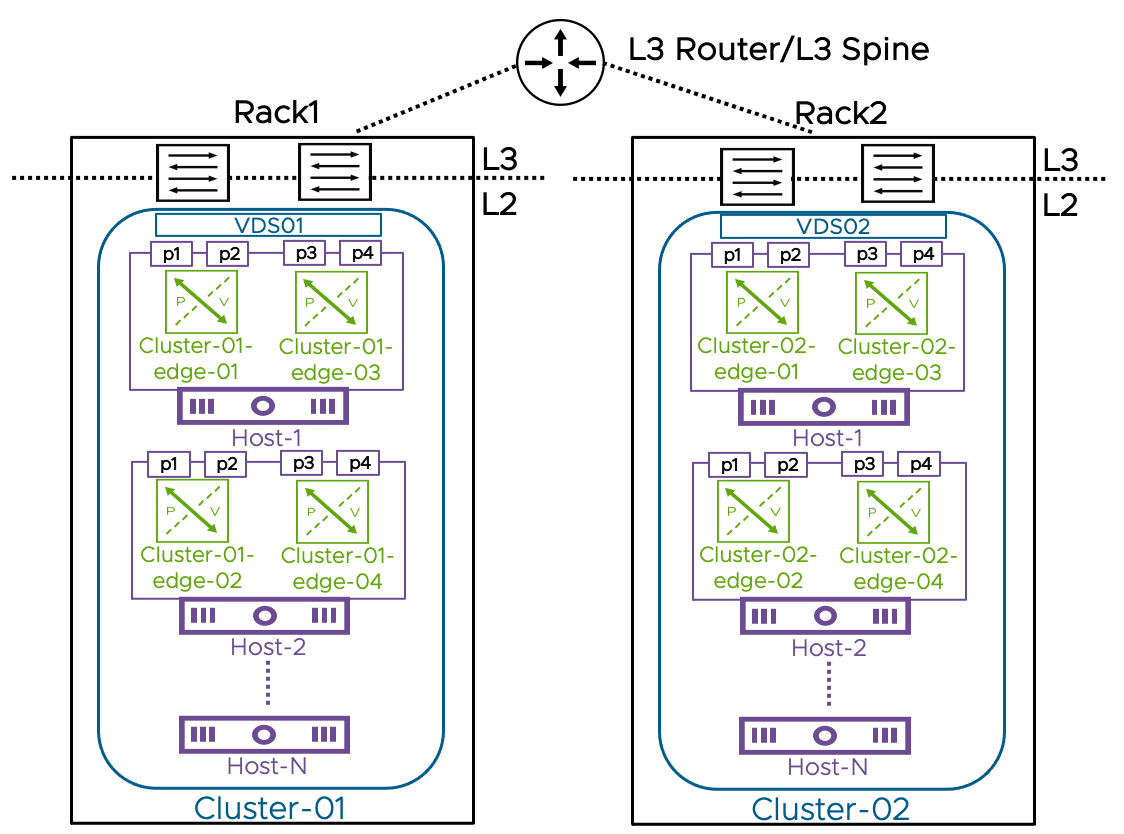 L3 Router/L3 Spine
Rack1
Rack2
L3
L2
L3
L2
VDS01
p1 p2 p3 p4
P V P V
Cluster-01-
edge-01
Cluster-01-
edge-03
Host-1
p1 p2 p3 p4
P V P V
Cluster-01-
edge-02
Cluster-01-
edge-04
Host-2
Host-N
Cluster-01
VDS02
p1 p2 p3 p4
P V P V
Cluster-02-
edge-01
Cluster-02-
edge-03
Host-1
p1 p2 p3 p4
P V P V
Cluster-02-
edge-02
Cluster-02-
edge-04
Host-2
Host-N
Cluster-02